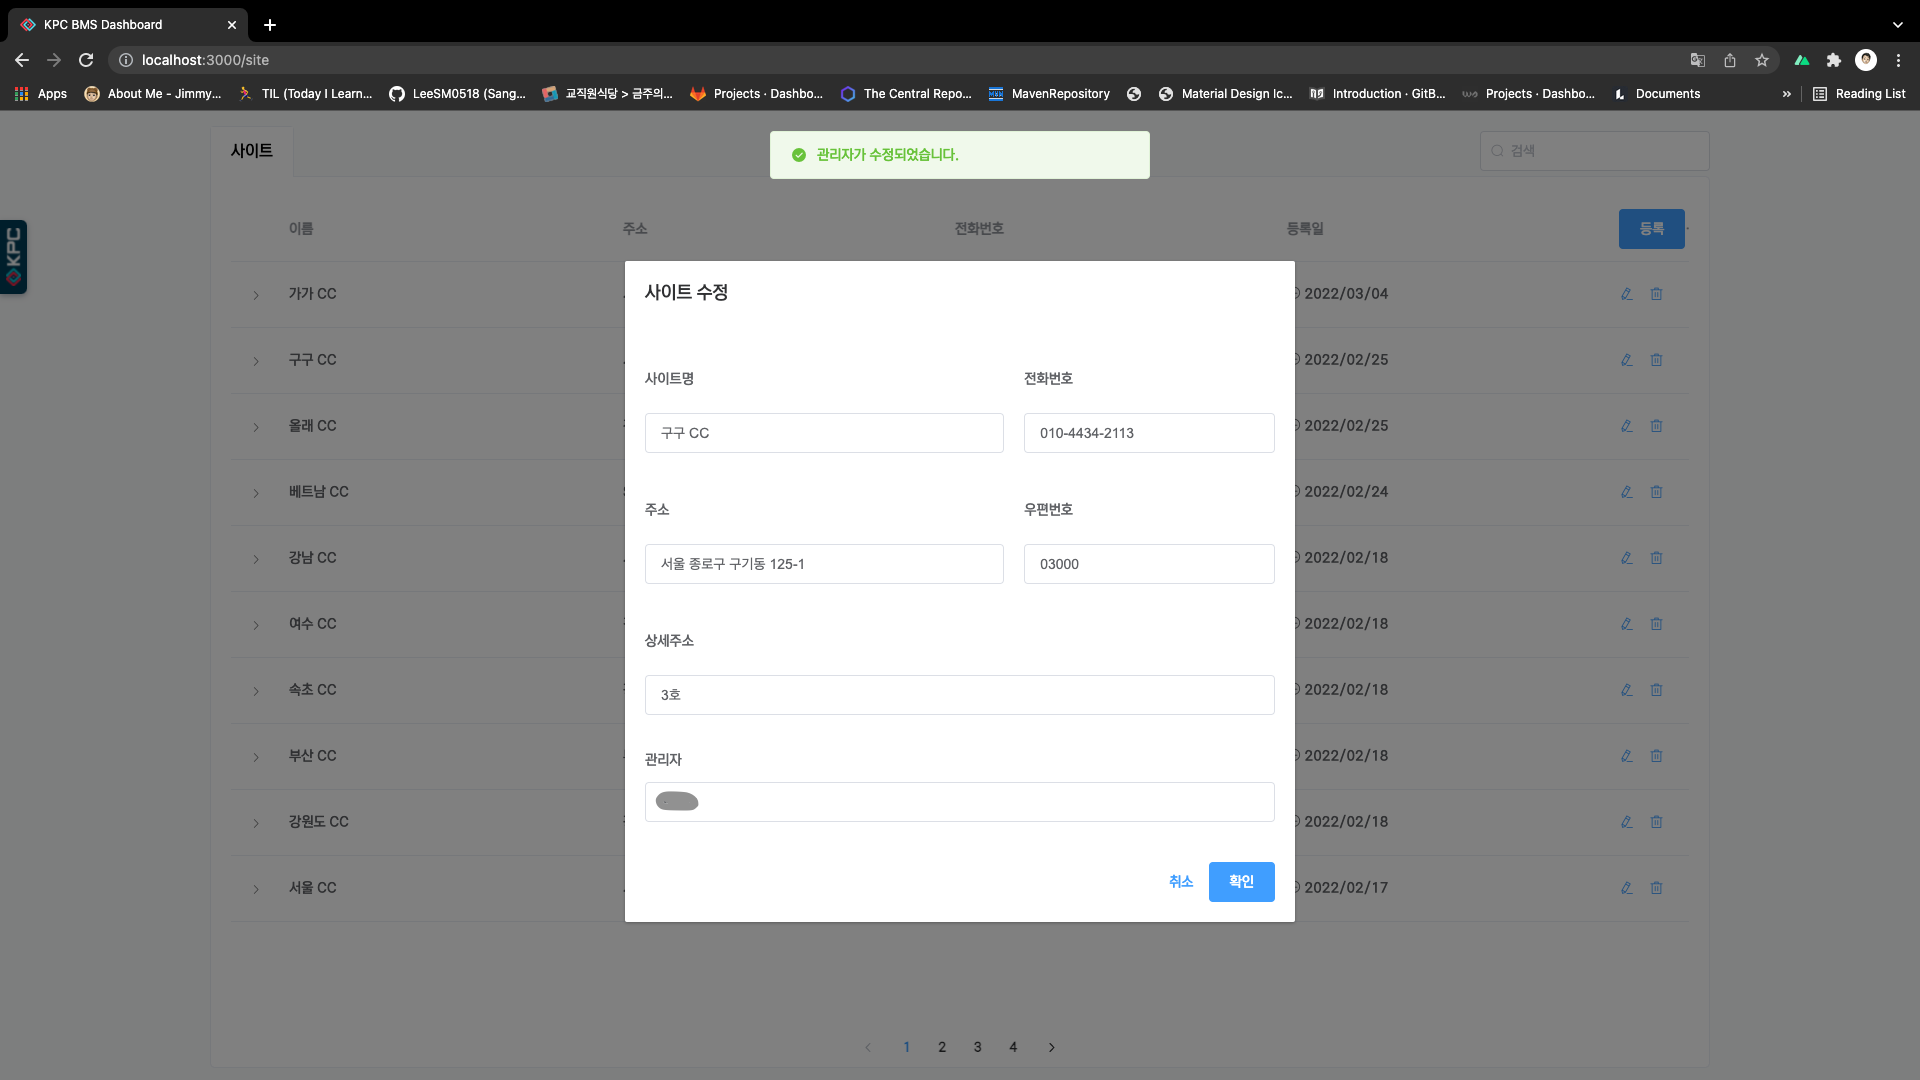 KPC BMS Dashboard
localhost:3000/site
Apps About Me - Jimmy... TIL (Today I Learn... LeeSM0518 (Sang... 교직원식당 > 금주의... Projects · Dashbo... The Central Repo... MavenRepository Material Design Ic... Introduction · GitB... Projects · Dashbo... Documents » Reading List
사이트
관리자가 수정되었습니다.
검색
KPC
이름 주소 전화번호 등록일 등록
가가 CC 2022/03/04
구구 CC 2022/02/25
올래 CC 2022/02/25
베트남 CC 2022/02/24
강남 CC 2022/02/18
여수 CC 2022/02/18
속초 CC 2022/02/18
부산 CC 2022/02/18
강원도 CC 2022/02/18
서울 CC 2022/02/17
사이트 수정
사이트명 전화번호
구구 CC 010-4434-2113
주소 우편번호
서울 종로구 구기동 125-1 03000
상세주소
3호
관리자
취소 확인
1 2 3 4